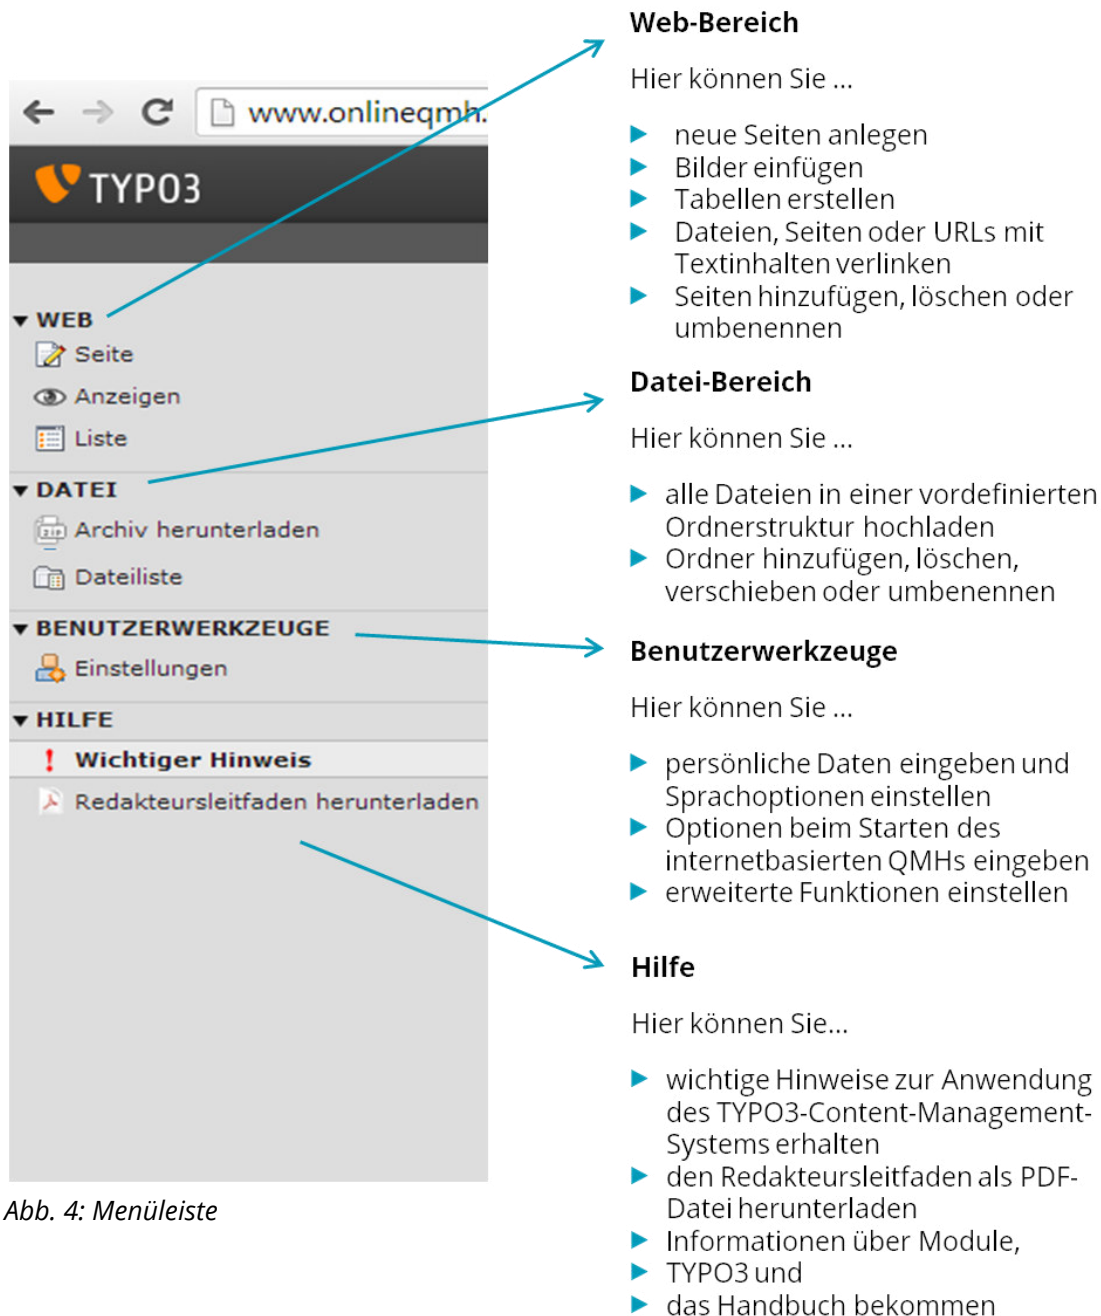 www.onlineqmh.
TYPO3
WEB
Seite
Anzeigen
Liste
DATEI
Archiv herunterladen
Dateiliste
BENUTZERWERKZEUGE
Einstellungen
HILFE
! Wichtiger Hinweis
Redakteursleitfaden herunterladen
Abb. 4: Menüleiste
Web-Bereich
Hier können Sie ...
neue Seiten anlegen
Bilder einfügen
Tabellen erstellen
Dateien, Seiten oder URLs mit
Textinhalten verlinken
Seiten hinzufügen, löschen oder
umbenennen
Datei-Bereich
Hier können Sie ...
alle Dateien in einer vordefinierten
Ordnerstruktur hochladen
Ordner hinzufügen, löschen,
verschieben oder umbenennen
Benutzerwerkzeuge
Hier können Sie ...
persönliche Daten eingeben und
Sprachoptionen einstellen
Optionen beim Starten des
internetbasierten QMHs eingeben
erweiterte Funktionen einstellen
Hilfe
Hier können Sie...
wichtige Hinweise zur Anwendung
des TYPO3-Content-Management-
Systems erhalten
den Redakteursleitfaden als PDF-
Datei herunterladen
Informationen über Module,
TYPO3 und
das Handbuch bekommen